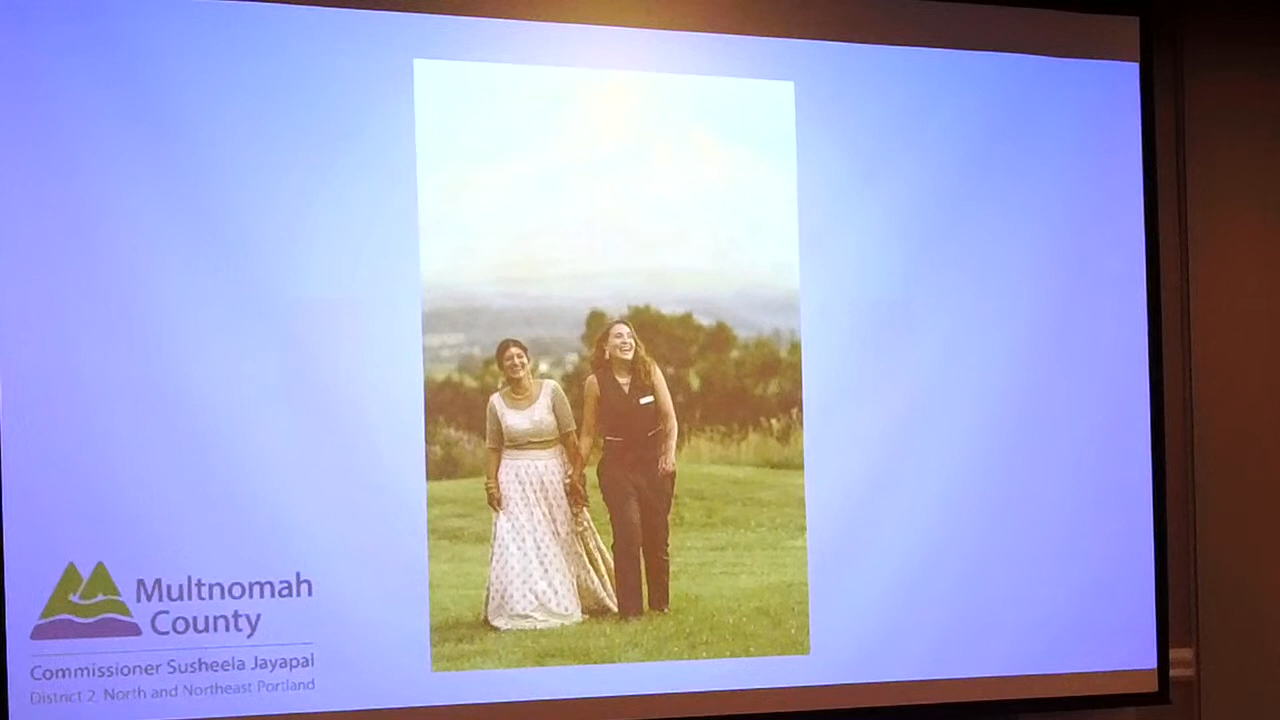 Multnomah
County
Commissioner Susheela Jayapal
District 2, North and Northeast Portland